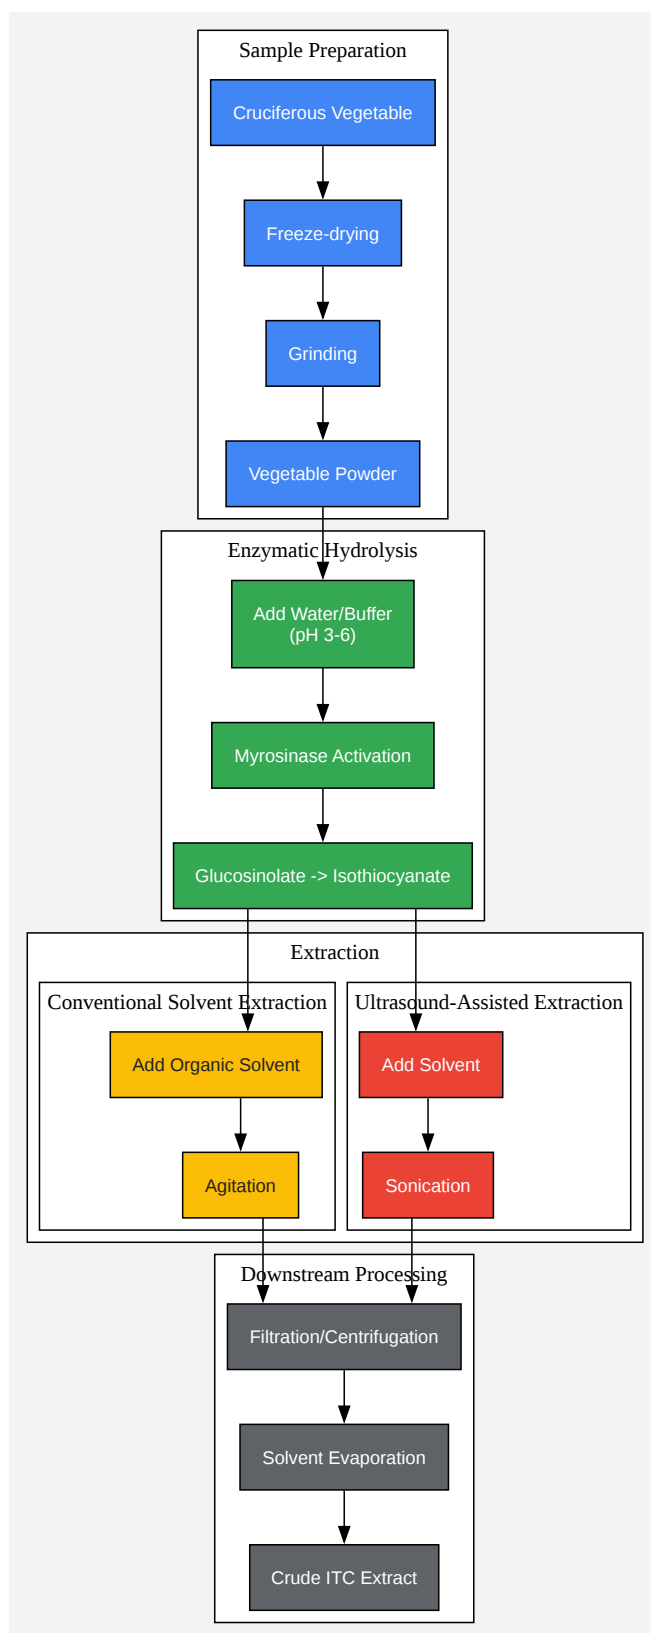 Sample Preparation
Cruciferous Vegetable
Freeze-drying
Grinding
Vegetable Powder
Enzymatic Hydrolysis
Add Water/Buffer
(pH 3-6)
Myrosinase Activation
Glucosinolate -> Isothiocyanate
Extraction
Conventional Solvent Extraction
Add Organic Solvent
Agitation
Ultrasound-Assisted Extraction
Add Solvent
Sonication
Downstream Processing
Filtration/Centrifugation
Solvent Evaporation
Crude ITC Extract